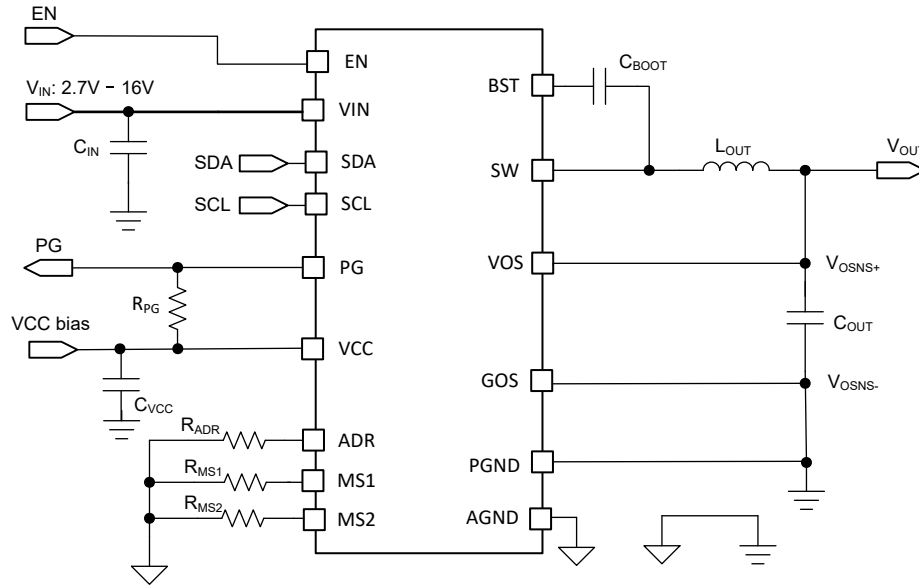 EN
EN
VIN: 2.7V − 16V
VIN
CIN
SDA
SDA
SCL
SCL
PG
PG
RPG
VCC bias
VCC
CVCC
RADR
ADR
RMS1
MS1
RMS2
MS2
BST
CBOOT
SW
LOUT
VOUT
VOS
VOSNS+
COUT
GOS
VOSNS-
PGND
AGND